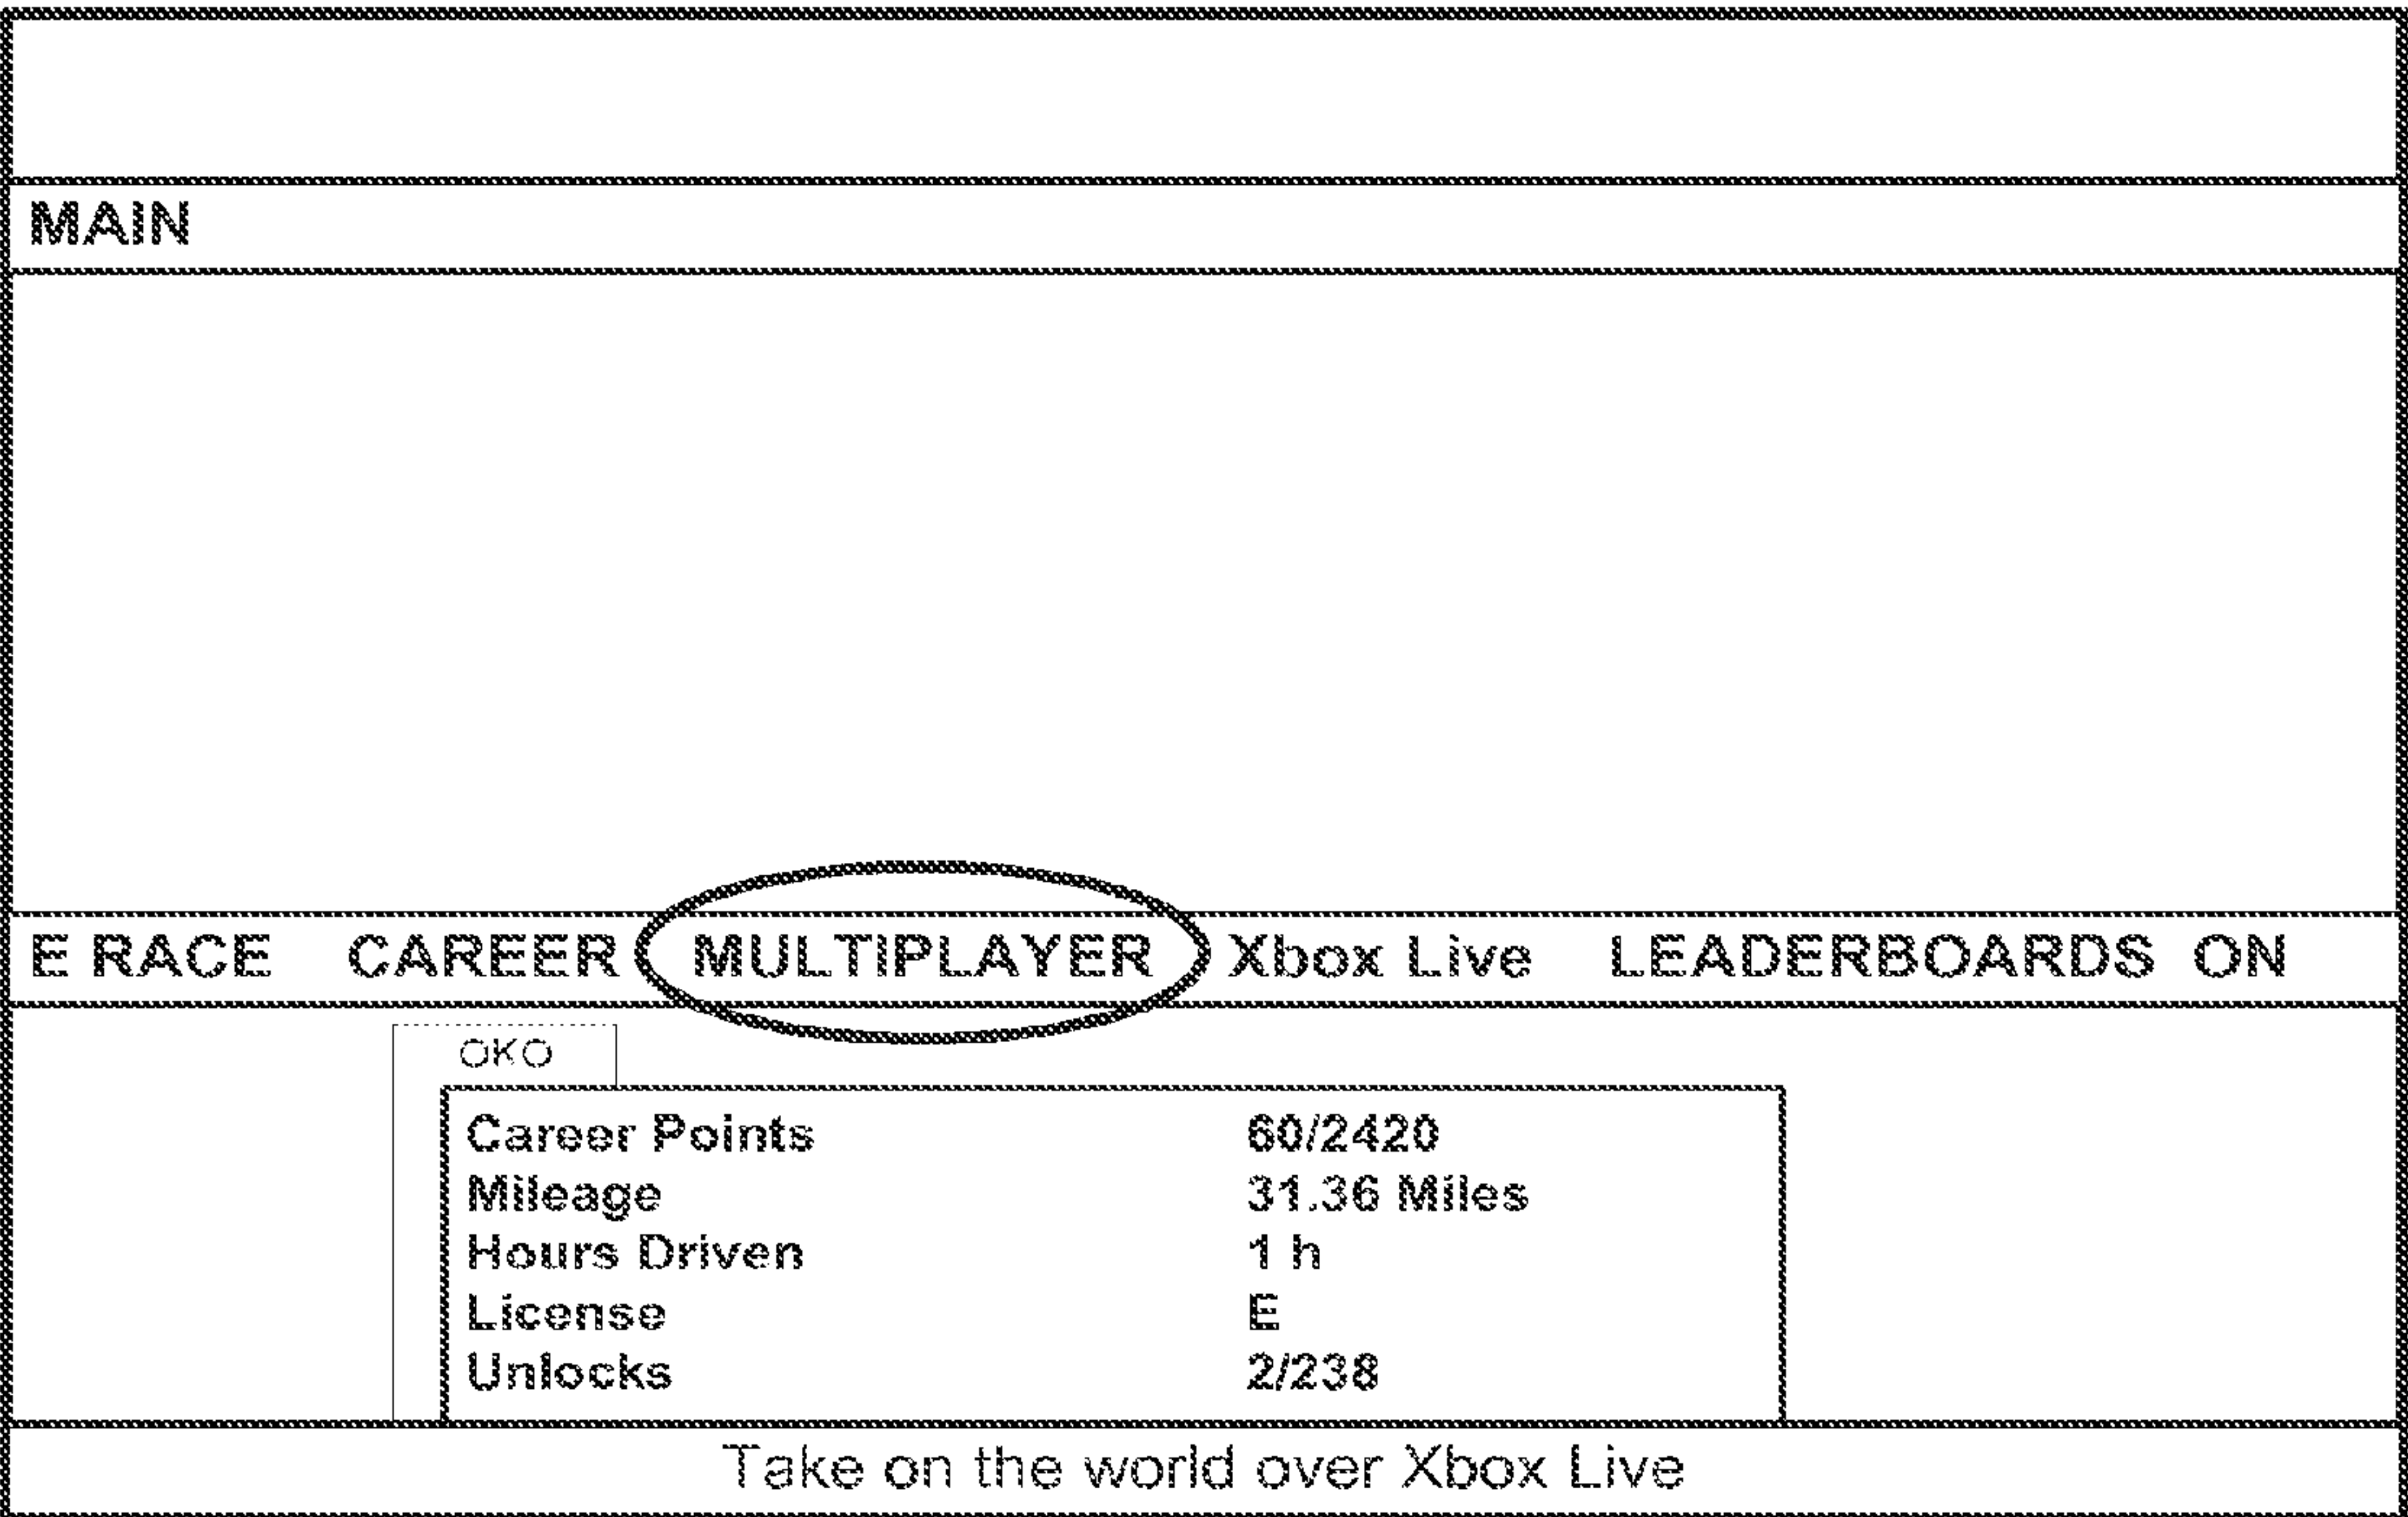 MAIN
E RACE CAREER MULTIPLAYER Xbox Live LEADERBOARDS ON
OKO
Career Points 60/2420
Mileage 31.36 Miles
Hours Driven 1 h
License E
Unlocks 2/238
Take on the world over Xbox Live